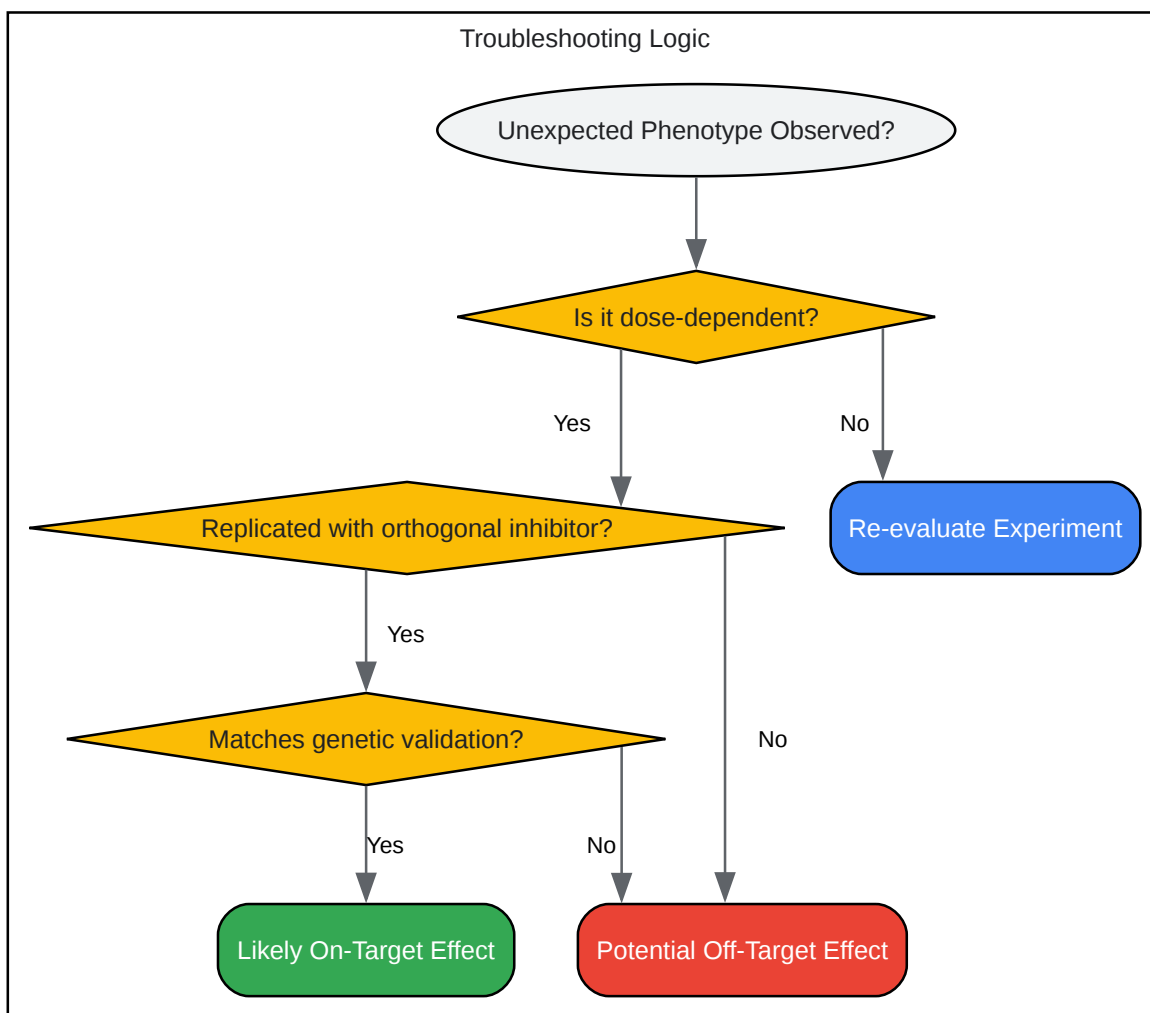 Troubleshooting Logic
Unexpected Phenotype Observed?
Is it dose-dependent?
Yes
No
Replicated with orthogonal inhibitor?
Re-evaluate Experiment
Yes
Matches genetic validation?
No
Yes
No
Likely On-Target Effect
Potential Off-Target Effect